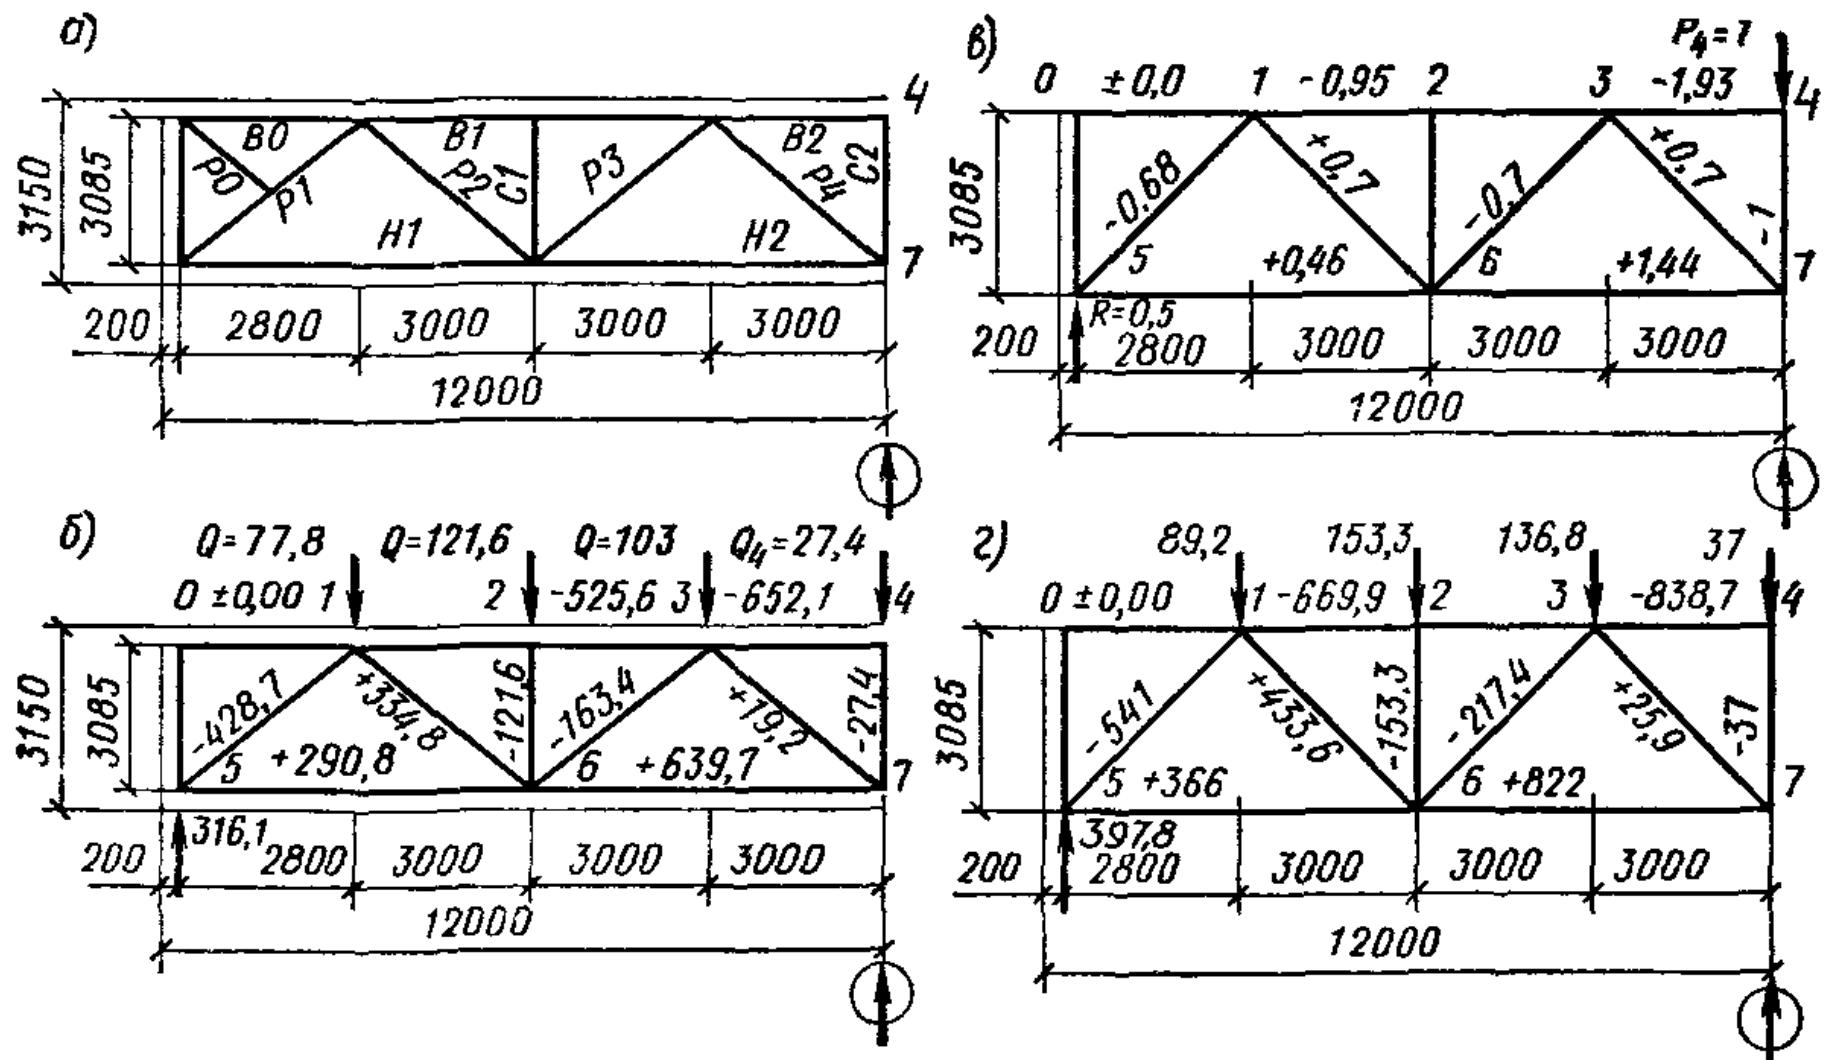 а)
4
В0
В1
В2
Р0
Р1
Р2
С1
Р3
Р4
С2
Н1
Н2
7
3150
3085
200
2800
3000
3000
3000
12000
в)
P₄=1
0 ±0,0 1 -0,95 2 3 -1,93 4
-0,68
+0,7
-0,7
+0,7
-1
5 +0,46 6 +1,44 7
3085
R=0,5
200
2800
3000
3000
3000
12000
б)
Q=77,8 Q=121,6 Q=103 Q₄=27,4
0 ±0,00 1 2 -525,6 3 -652,1 4
-428,7
+334,8
-121,6
-163,4
+19,2
-27,4
5 +290,8 6 +639,7 7
3150
3085
316,1
200
2800
3000
3000
3000
12000
г)
89,2 153,3 136,8 37
0 ±0,00 1 -669,9 2 3 -838,7 4
-541
+433,6
-153,3
-217,4
+25,9
-37
5 +366 6 +822 7
3085
397,8
200
2800
3000
3000
3000
12000